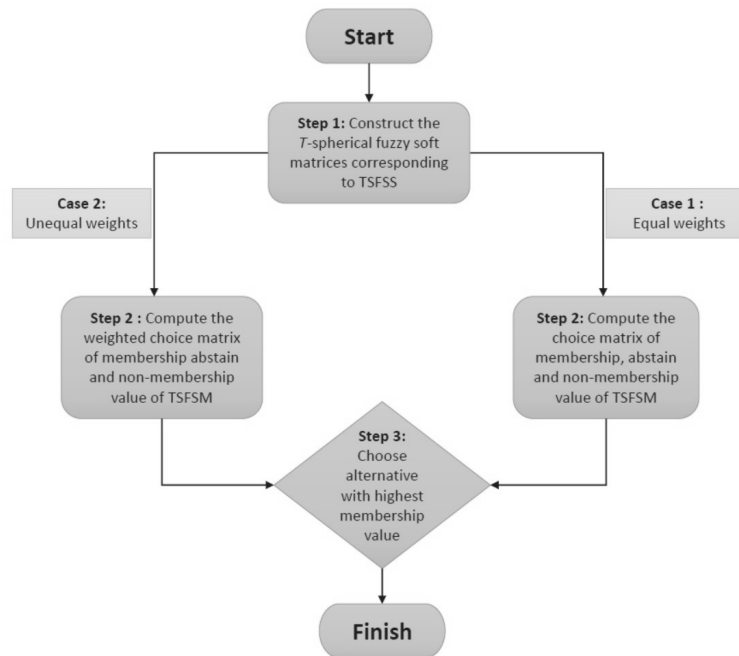 Start
Step 1: Construct the
T-spherical fuzzy soft
matrices corresponding
to TSFSS
Case 2:
Unequal weights
Case 1 :
Equal weights
Step 2 : Compute the
weighted choice matrix
of membership abstain
and non-membership
value of TSFSM
Step 2: Compute the
choice matrix of
membership, abstain
and non-membership
value of TSFSM
Step 3:
Choose
alternative
with highest
membership
value
Finish